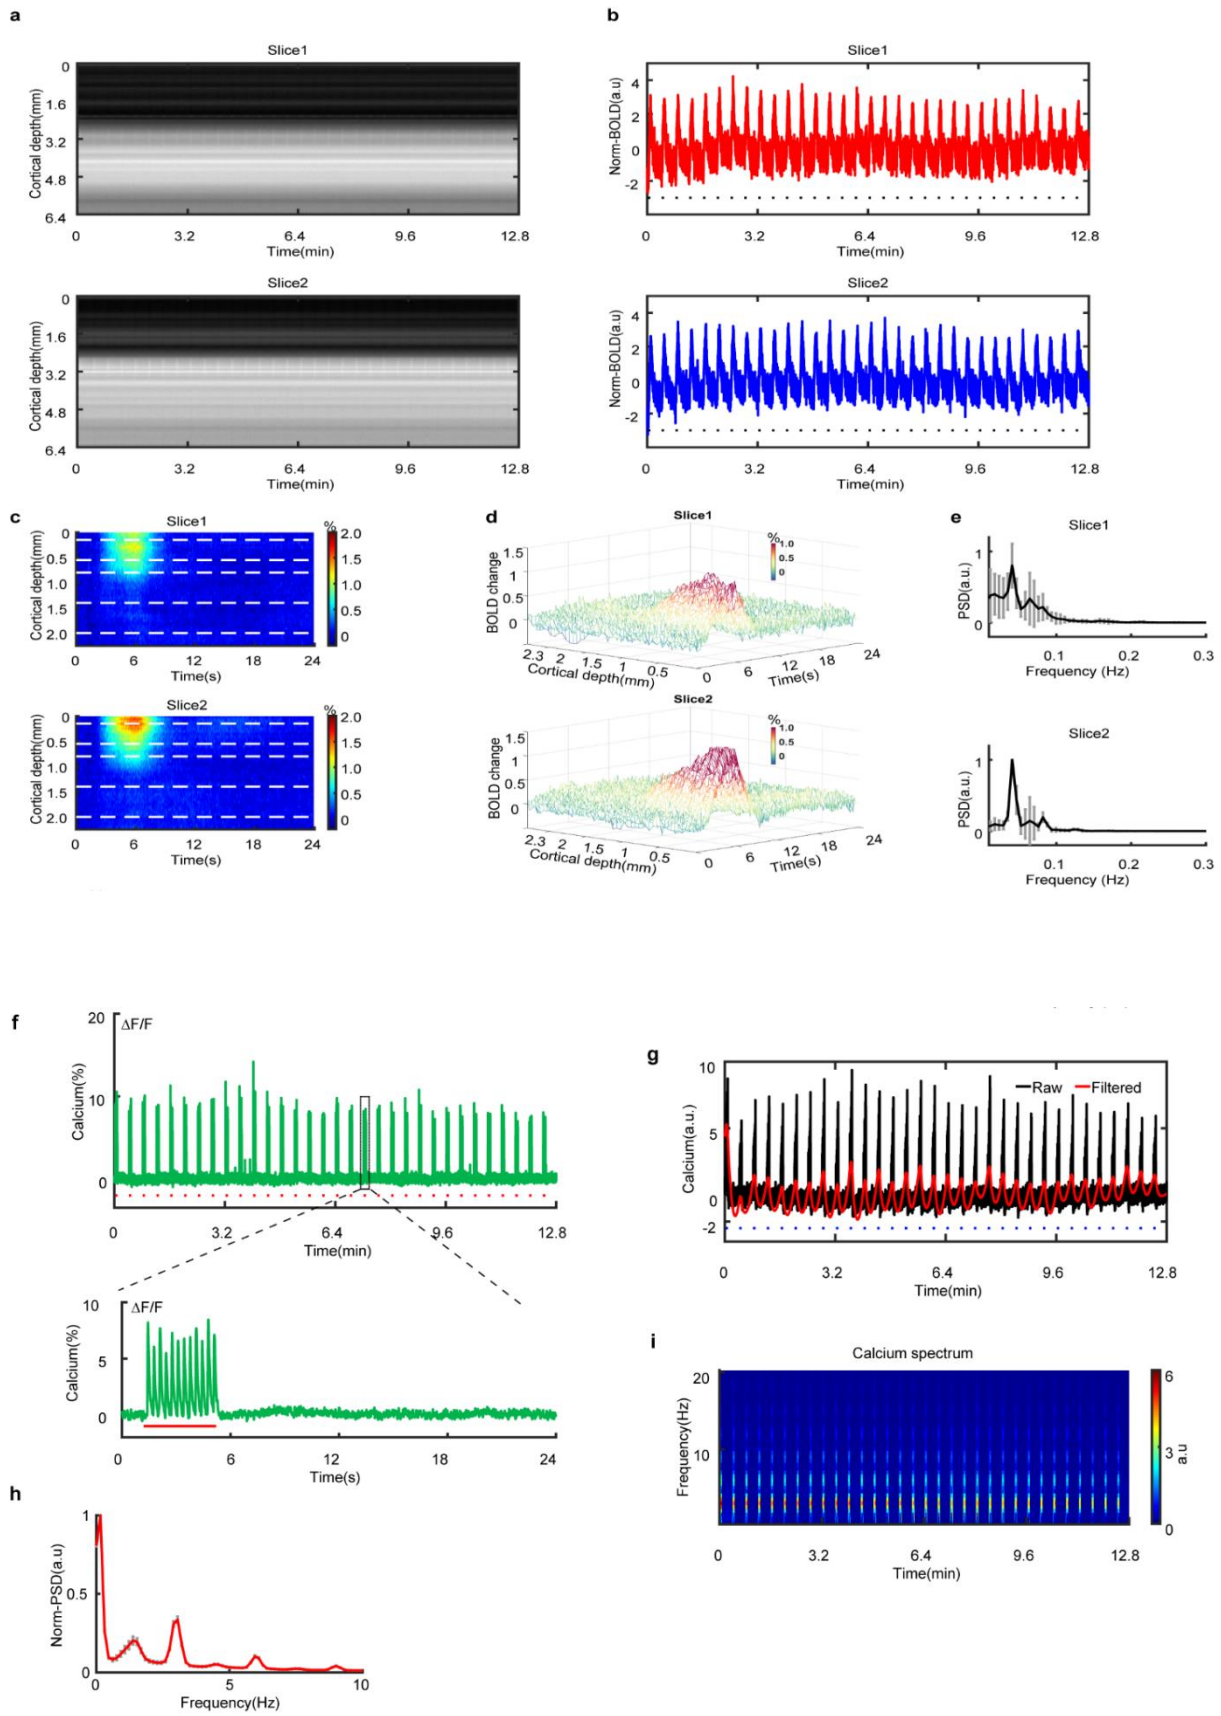 a
Slice1
Cortical depth(mm)
0
1.6
3.2
4.8
6.4
0 3.2 6.4 9.6 12.8
Time(min)
Slice2
Cortical depth(mm)
0
1.6
3.2
4.8
6.4
0 3.2 6.4 9.6 12.8
Time(min)
b
Slice1
Norm-BOLD(a.u)
4
2
0
-2
0 3.2 6.4 9.6 12.8
Time(min)
Slice2
Norm-BOLD(a.u)
4
2
0
-2
0 3.2 6.4 9.6 12.8
Time(min)
c
Slice1
%
Cortical depth(mm)
0
0.5
1.0
1.5
2.0
2.0
1.5
1.0
0.5
0
0 6 12 18 24
Time(s)
Slice2
%
Cortical depth(mm)
0
0.5
1.0
1.5
2.0
2.0
1.5
1.0
0.5
0
0 6 12 18 24
Time(s)
d
Slice1
%
1.0
0.5
0
BOLD change
1.5
1
0.5
0
2.3 2 1.5 1 0.5
Cortical depth(mm)
0 6 12 18 24
Time(s)
Slice2
%
1.0
0.5
0
BOLD change
1.5
1
0.5
0
2.3 2 1.5 1 0.5
Cortical depth(mm)
0 6 12 18 24
Time(s)
e
Slice1
PSD(a.u.)
1
0
0.1 0.2 0.3
Frequency (Hz)
Slice2
PSD(a.u.)
1
0
0.1 0.2 0.3
Frequency (Hz)
f
ΔF/F
Calcium(%)
20
10
0
0 3.2 6.4 9.6 12.8
Time(min)
ΔF/F
Calcium(%)
10
5
0
0 6 12 18 24
Time(s)
g
Raw Filtered
Calcium(a.u.)
10
5
0
-2
0 3.2 6.4 9.6 12.8
Time(min)
h
Norm-PSD(a.u)
1
0.5
0
0 5 10
Frequency(Hz)
i
Calcium spectrum
Frequency(Hz)
20
10
6
3
0
a.u
0 3.2 6.4 9.6 12.8
Time(min)